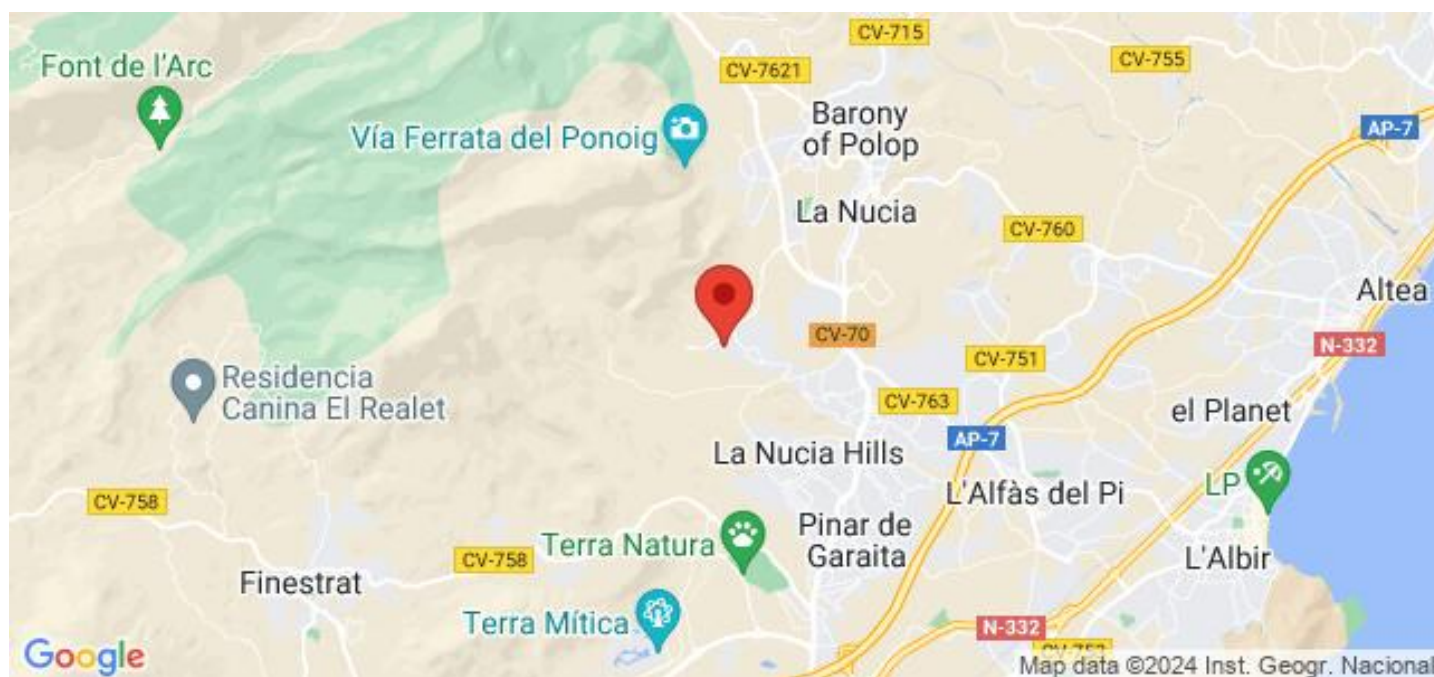 CV-715
CV-755
Font de l'Arc
CV-7621
Barony
of Polop
AP-7
Vía Ferrata del Ponoig
La Nucia
CV-760
Altea
CV-70
N-332
CV-751
Residencia
Canina El Realet
CV-763
el Planet
AP-7
La Nucia Hills
LP
L'Alfàs del Pi
CV-758
Pinar de
Garaita
Terra Natura
CV-758
L'Albir
Finestrat
Terra Mítica
N-332
CV-753
Google
Map data ©2024 Inst. Geogr. Nacional